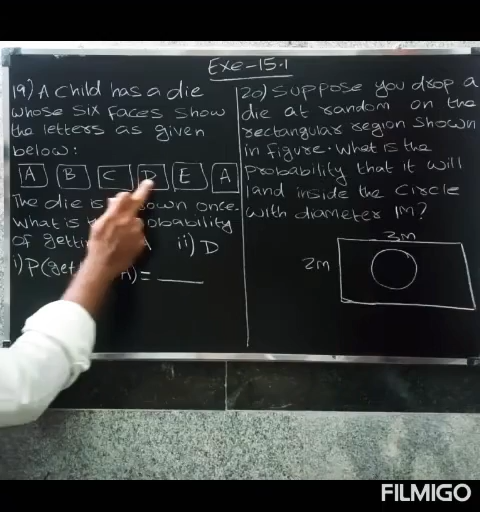 Exe-15.1
19) A child has a die
whose six faces show
the letters as given
below:
A B C D E A
The die is own once.
What is obability
of getti A ii) D
i) P(get A) =
20) Suppose you drop a
die at random on the
rectangular region shown
in figure. What is the
probability that it will
land inside the circle
with diameter 1M?
3m
2m
FILMIGO